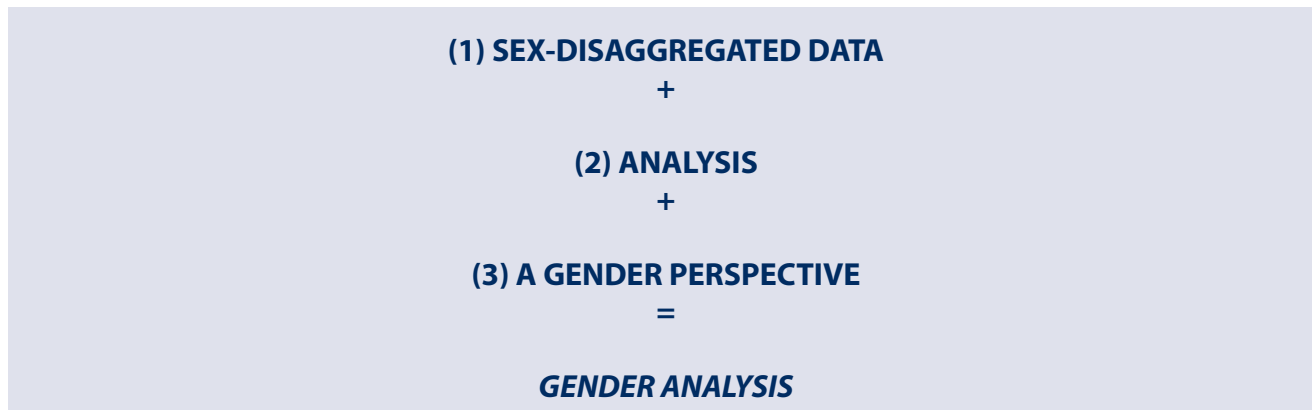 (1) SEX-DISAGGREGATED DATA
+
(2) ANALYSIS
+
(3) A GENDER PERSPECTIVE
=
GENDER ANALYSIS